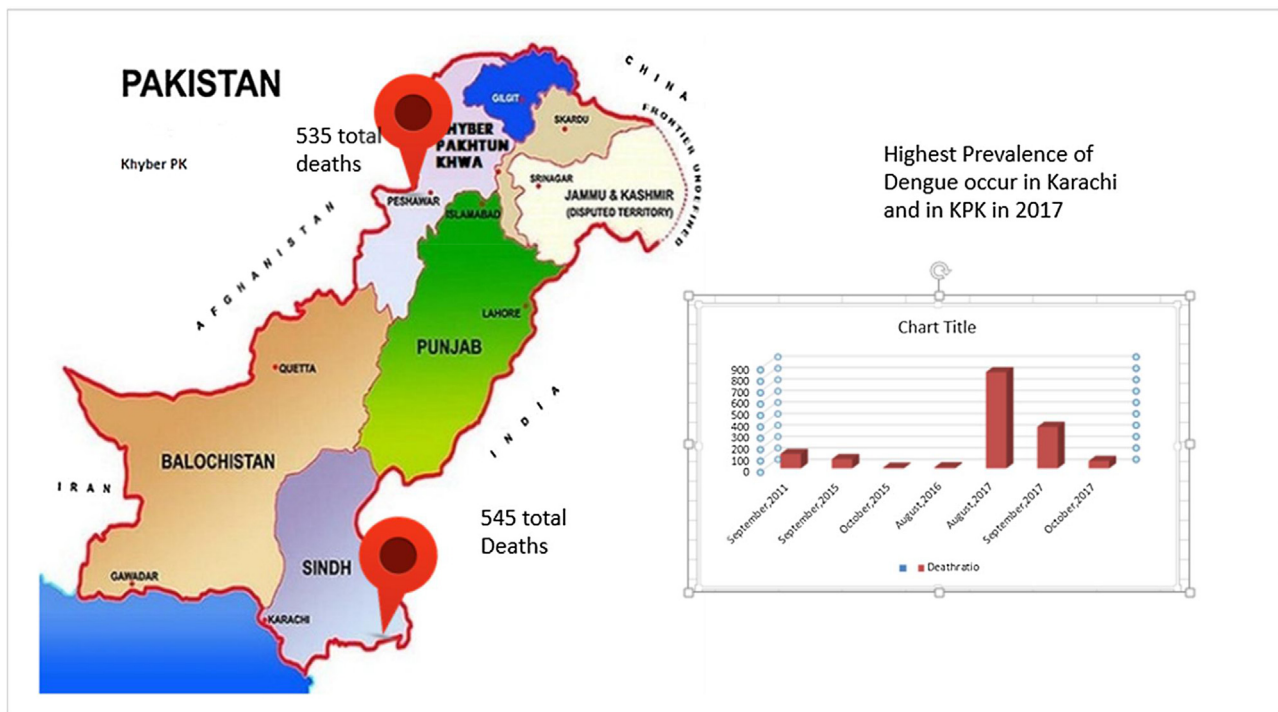 PAKISTAN
Khyber PK
535 total
deaths
HYBER
PAKHTUN
KHWA
GILGIT
SKARDU
CHINA
FRONTIER UNDEFINED
SRINAGAR
JAMMU & KASHMIR
(DISPUTED TERRITORY)
PESHAWAR
ISLAMABAD
AFGHANISTAN
LAHORE
PUNJAB
QUETTA
INDIA
BALOCHISTAN
IRAN
545 total
Deaths
SINDH
GAWADAR
KARACHI
Highest Prevalence of
Dengue occur in Karachi
and in KPK in 2017
Chart Title
900
800
700
600
500
400
300
200
100
0
September,2011
September,2015
October,2015
August,2016
August,2017
September,2017
October,2017
Deathratio